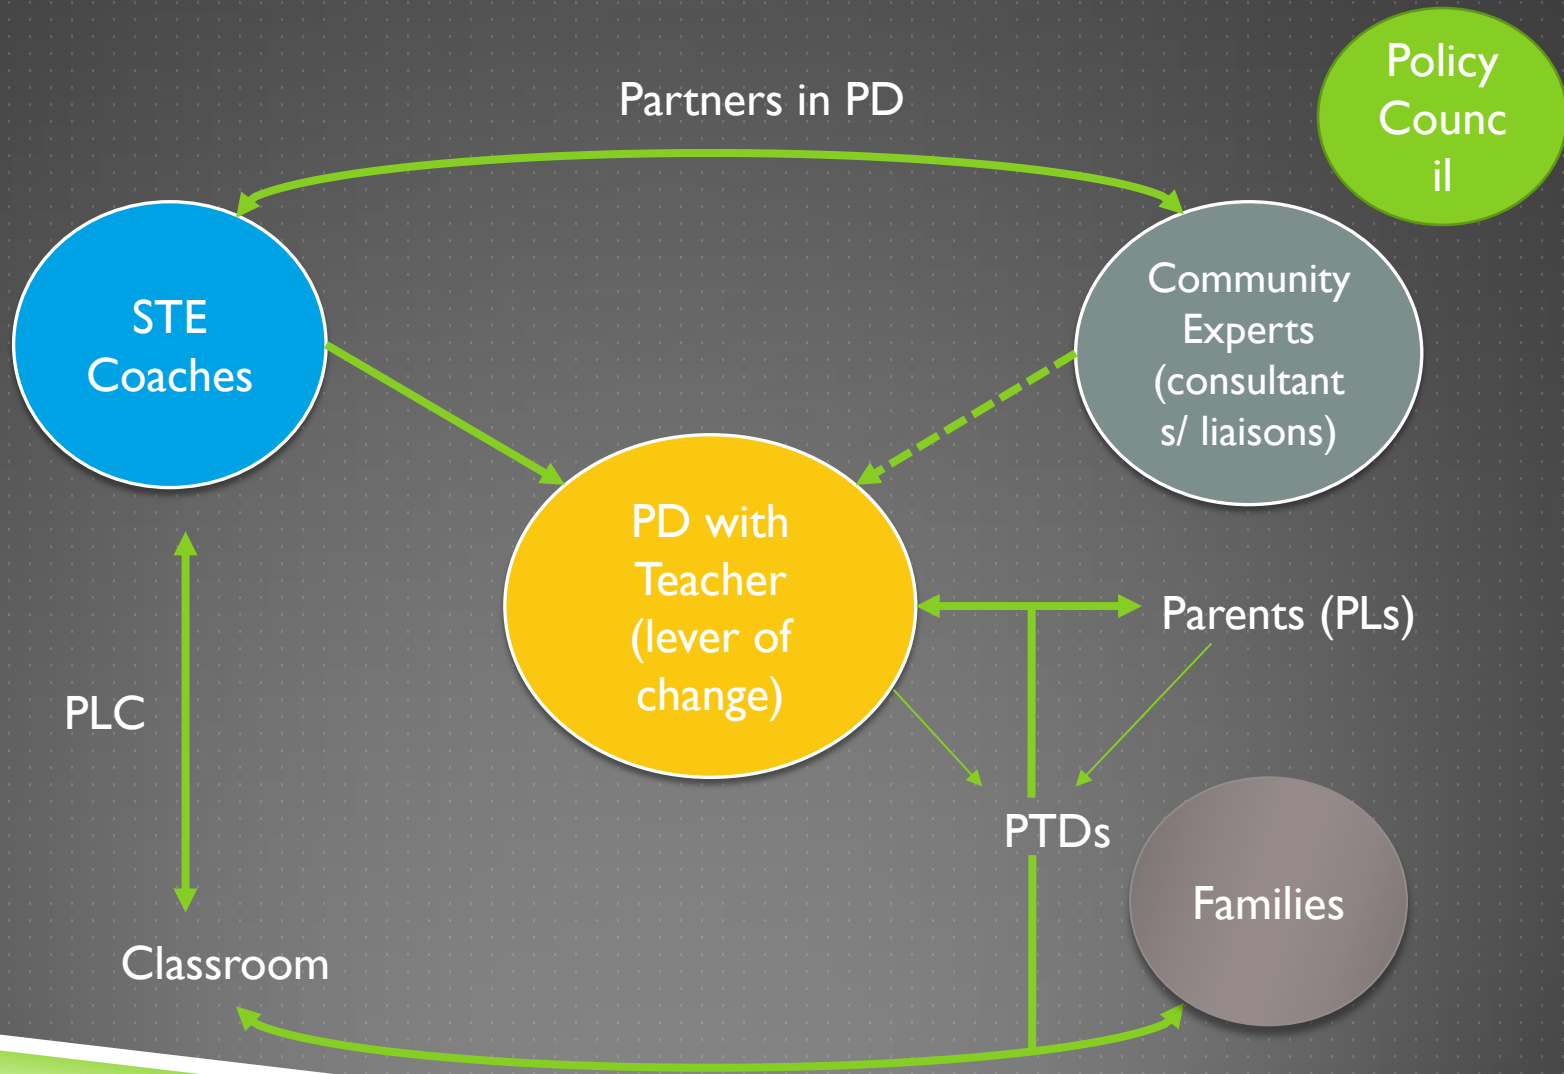 Policy
Counc
il
Partners in PD
STE
Coaches
Community
Experts
(consultant
s/ liaisons)
PD with
Teacher
(lever of
change)
Parents (PLs)
PLC
PTDs
Families
Classroom